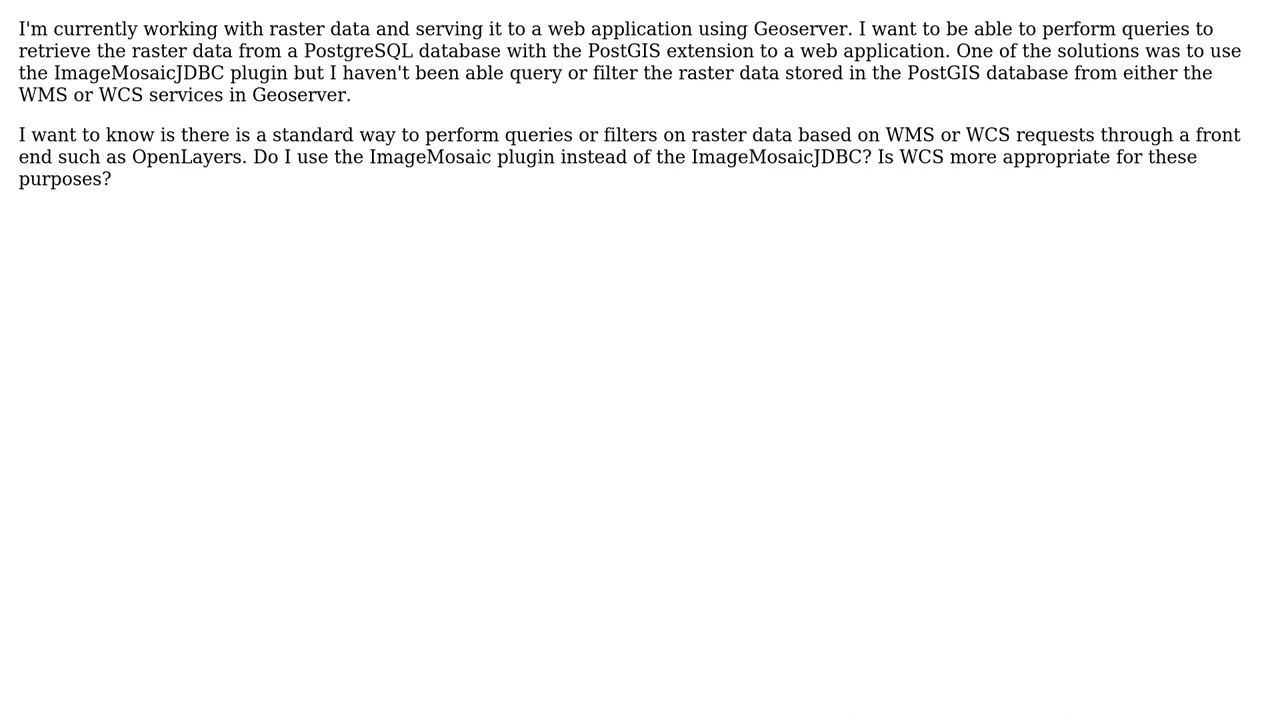 I'm currently working with raster data and serving it to a web application using Geoserver. I want to be able to perform queries to
retrieve the raster data from a PostgreSQL database with the PostGIS extension to a web application. One of the solutions was to use
the ImageMosaicJDBC plugin but I haven't been able query or filter the raster data stored in the PostGIS database from either the
WMS or WCS services in Geoserver.
I want to know is there is a standard way to perform queries or filters on raster data based on WMS or WCS requests through a front
end such as OpenLayers. Do I use the ImageMosaic plugin instead of the ImageMosaicJDBC? Is WCS more appropriate for these
purposes?